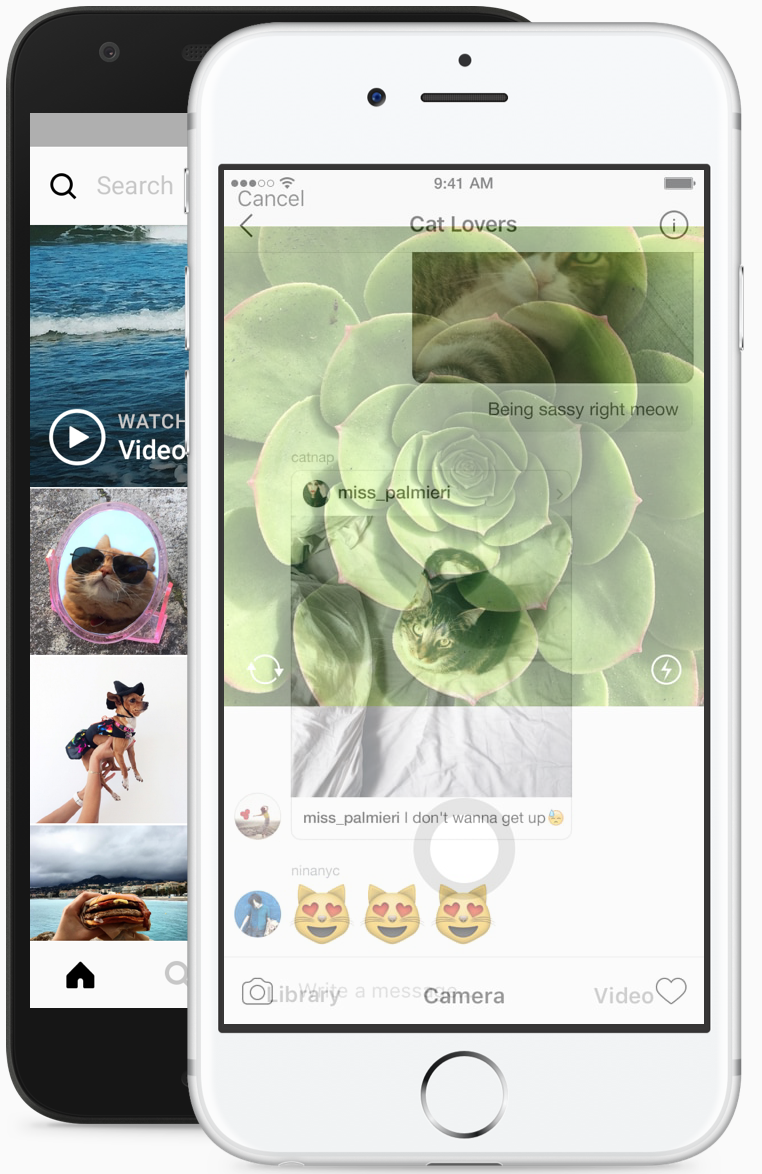 Search
WATCH
Video
9:41 AM
Cancel
Cat Lovers
Being sassy right meow
catnap
miss_palmieri
miss_palmieri I don't wanna get up😓
ninanyc
😻😻😻
Write a message...
Library
Camera
Video